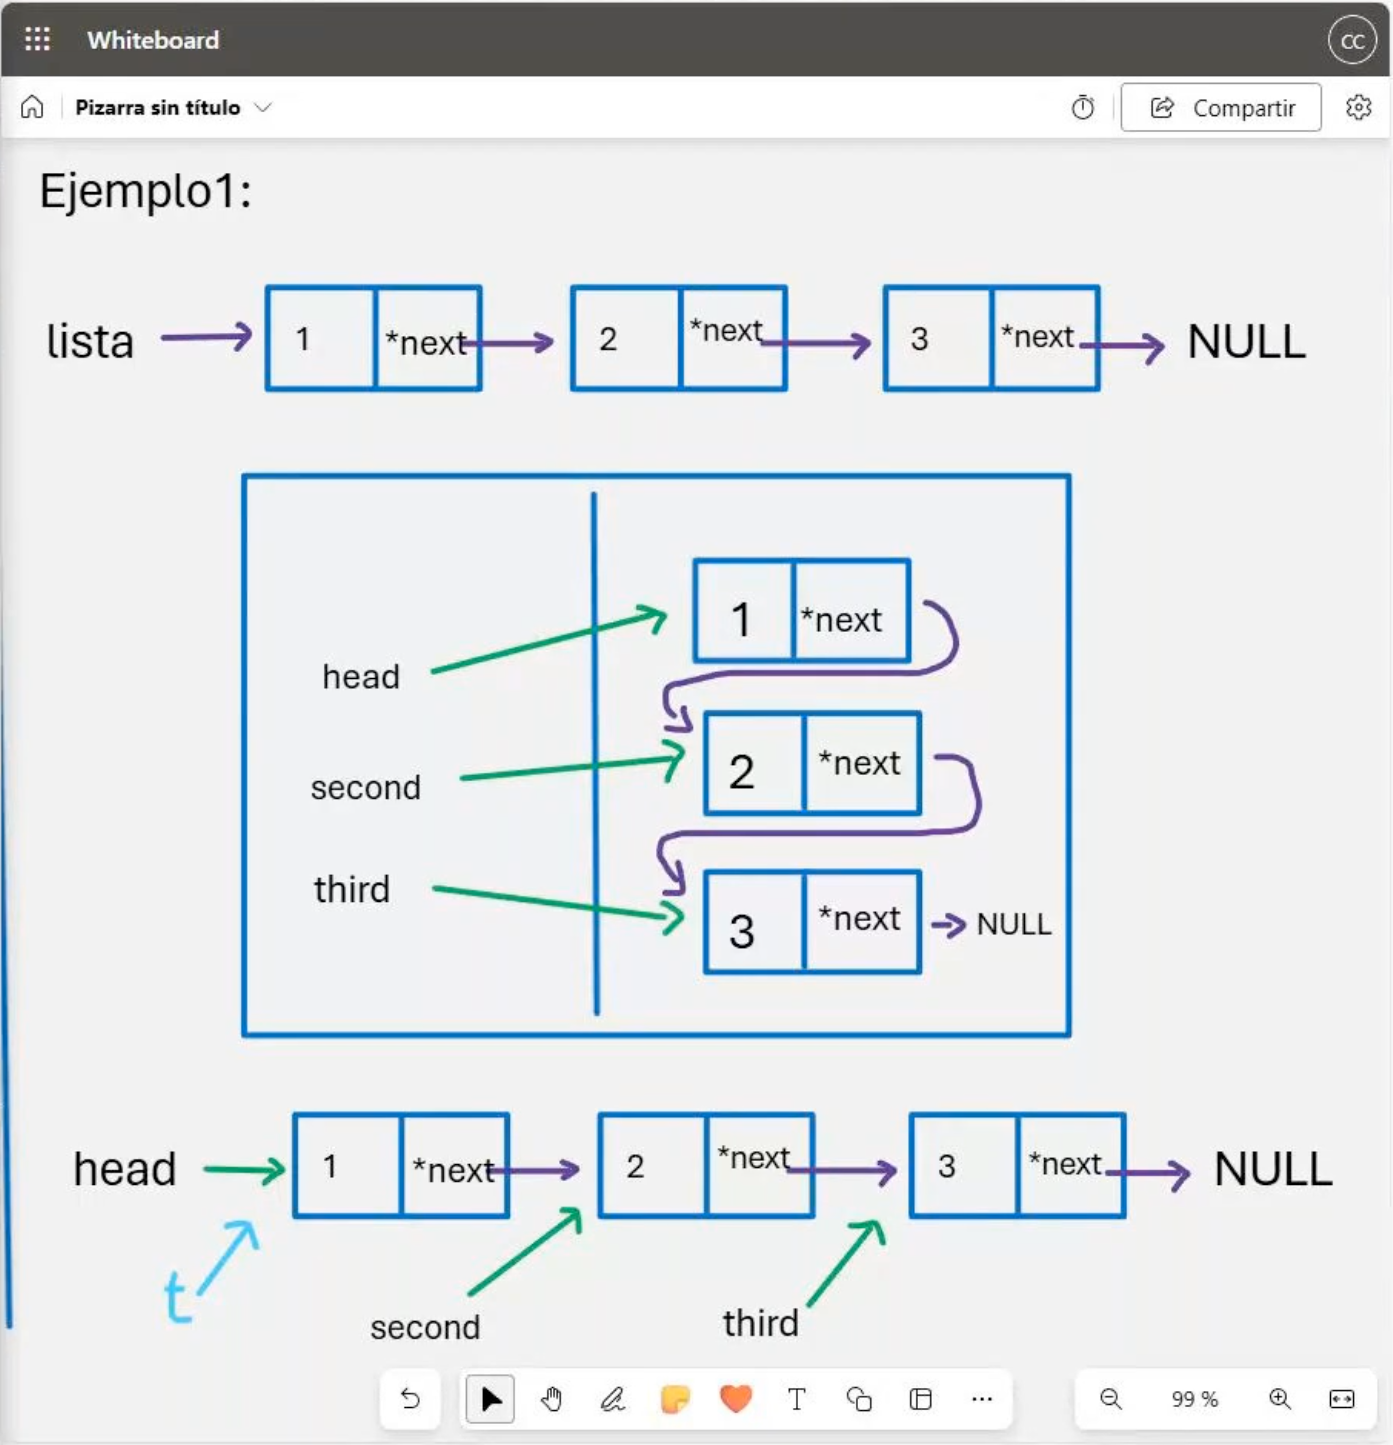 Whiteboard
CC
Pizarra sin título
Compartir
Ejemplo1:
lista 1 *next 2 *next 3 *next NULL
1 *next
head
2 *next
second
third
3 *next NULL
head 1 *next 2 *next 3 *next NULL
t
second
third
T
99 %